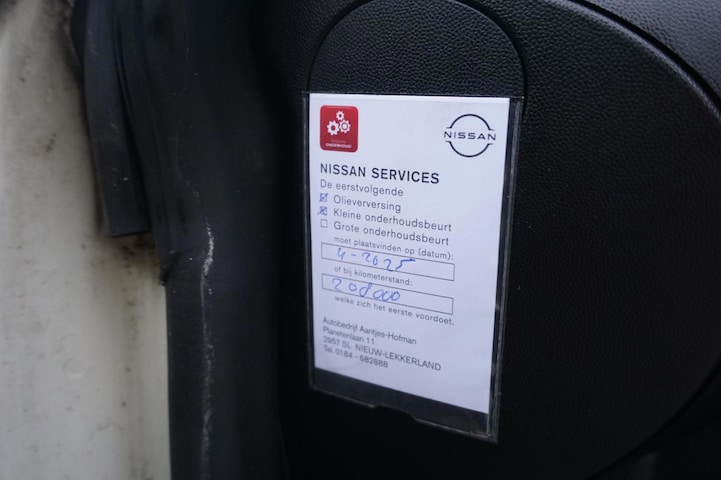 ONDERHOUD
NISSAN
NISSAN SERVICES
De eerstvolgende
Olieverversing
Kleine onderhoudsbeurt
Grote onderhoudsbeurt
moet plaatsvinden op (datum):
4-2025
of bij kilometerstand:
208000
welke zich het eerste voordoet.
Autobedrijf Aantjes-Hofman
Planetenlaan 11
2957 SL NIEUW-LEKKERLAND
Tel. 0184 - 682888